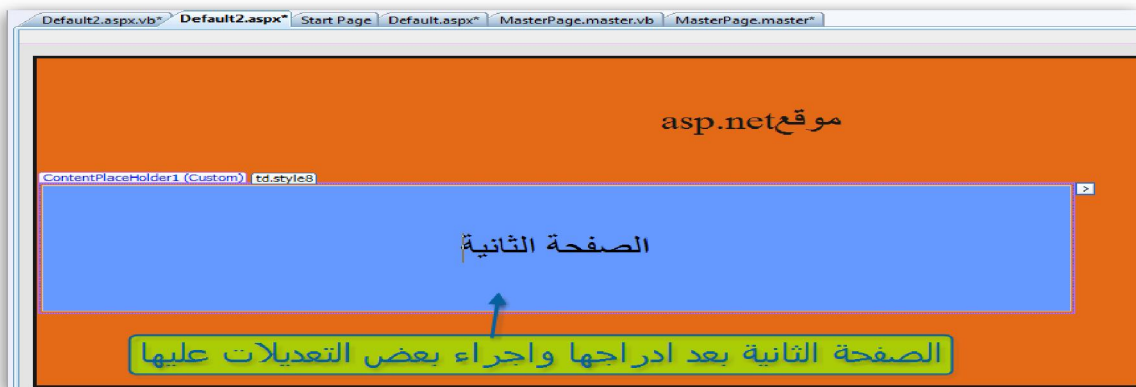 Default2.aspx.vb* Default2.aspx* Start Page Default.aspx* MasterPage.master.vb MasterPage.master*
موقعasp.net
ContentPlaceHolder1 (Custom) td.style8
>
الصفحة الثانية
الصفحة الثانية بعد ادراجها واجراء بعض التعديلات عليها